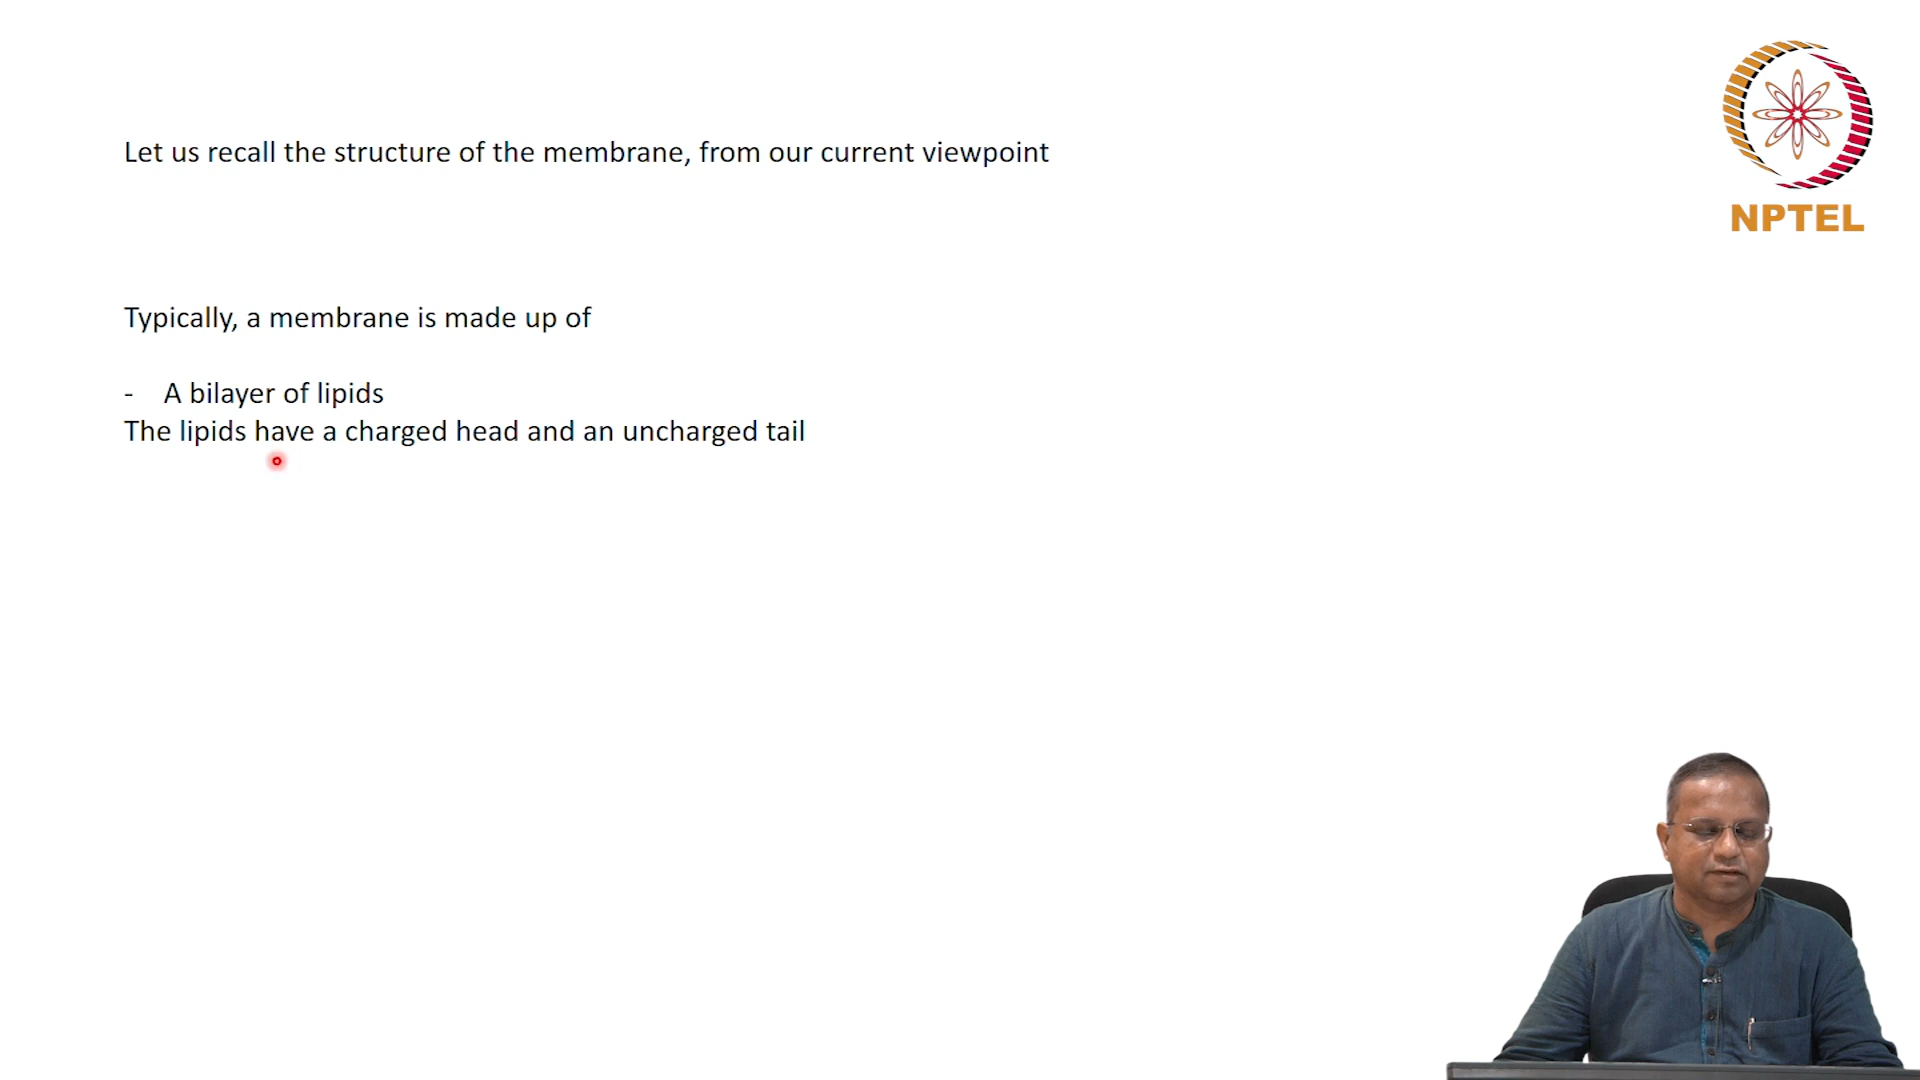 Let us recall the structure of the membrane, from our current viewpoint
NPTEL
Typically, a membrane is made up of
- A bilayer of lipids
The lipids have a charged head and an uncharged tail